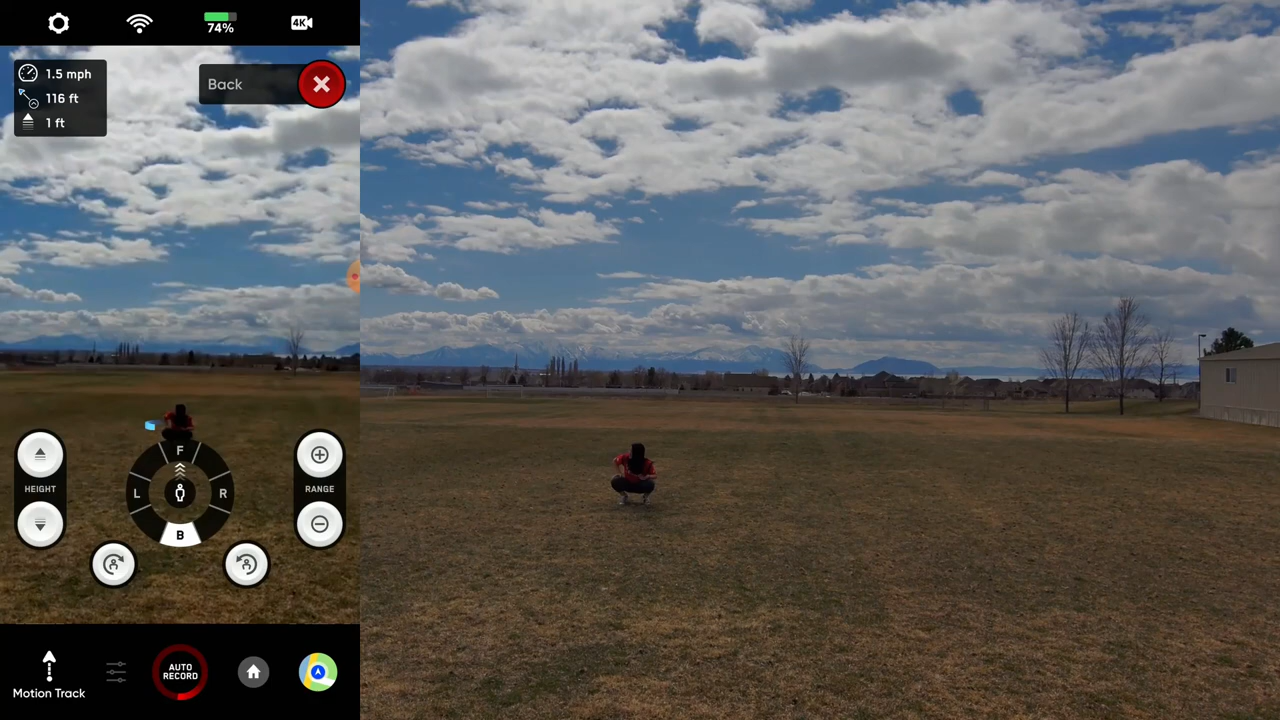 74%
4K
1.5 mph
116 ft
1 ft
Back
F
L
R
B
HEIGHT
RANGE
AUTO
RECORD
Motion Track